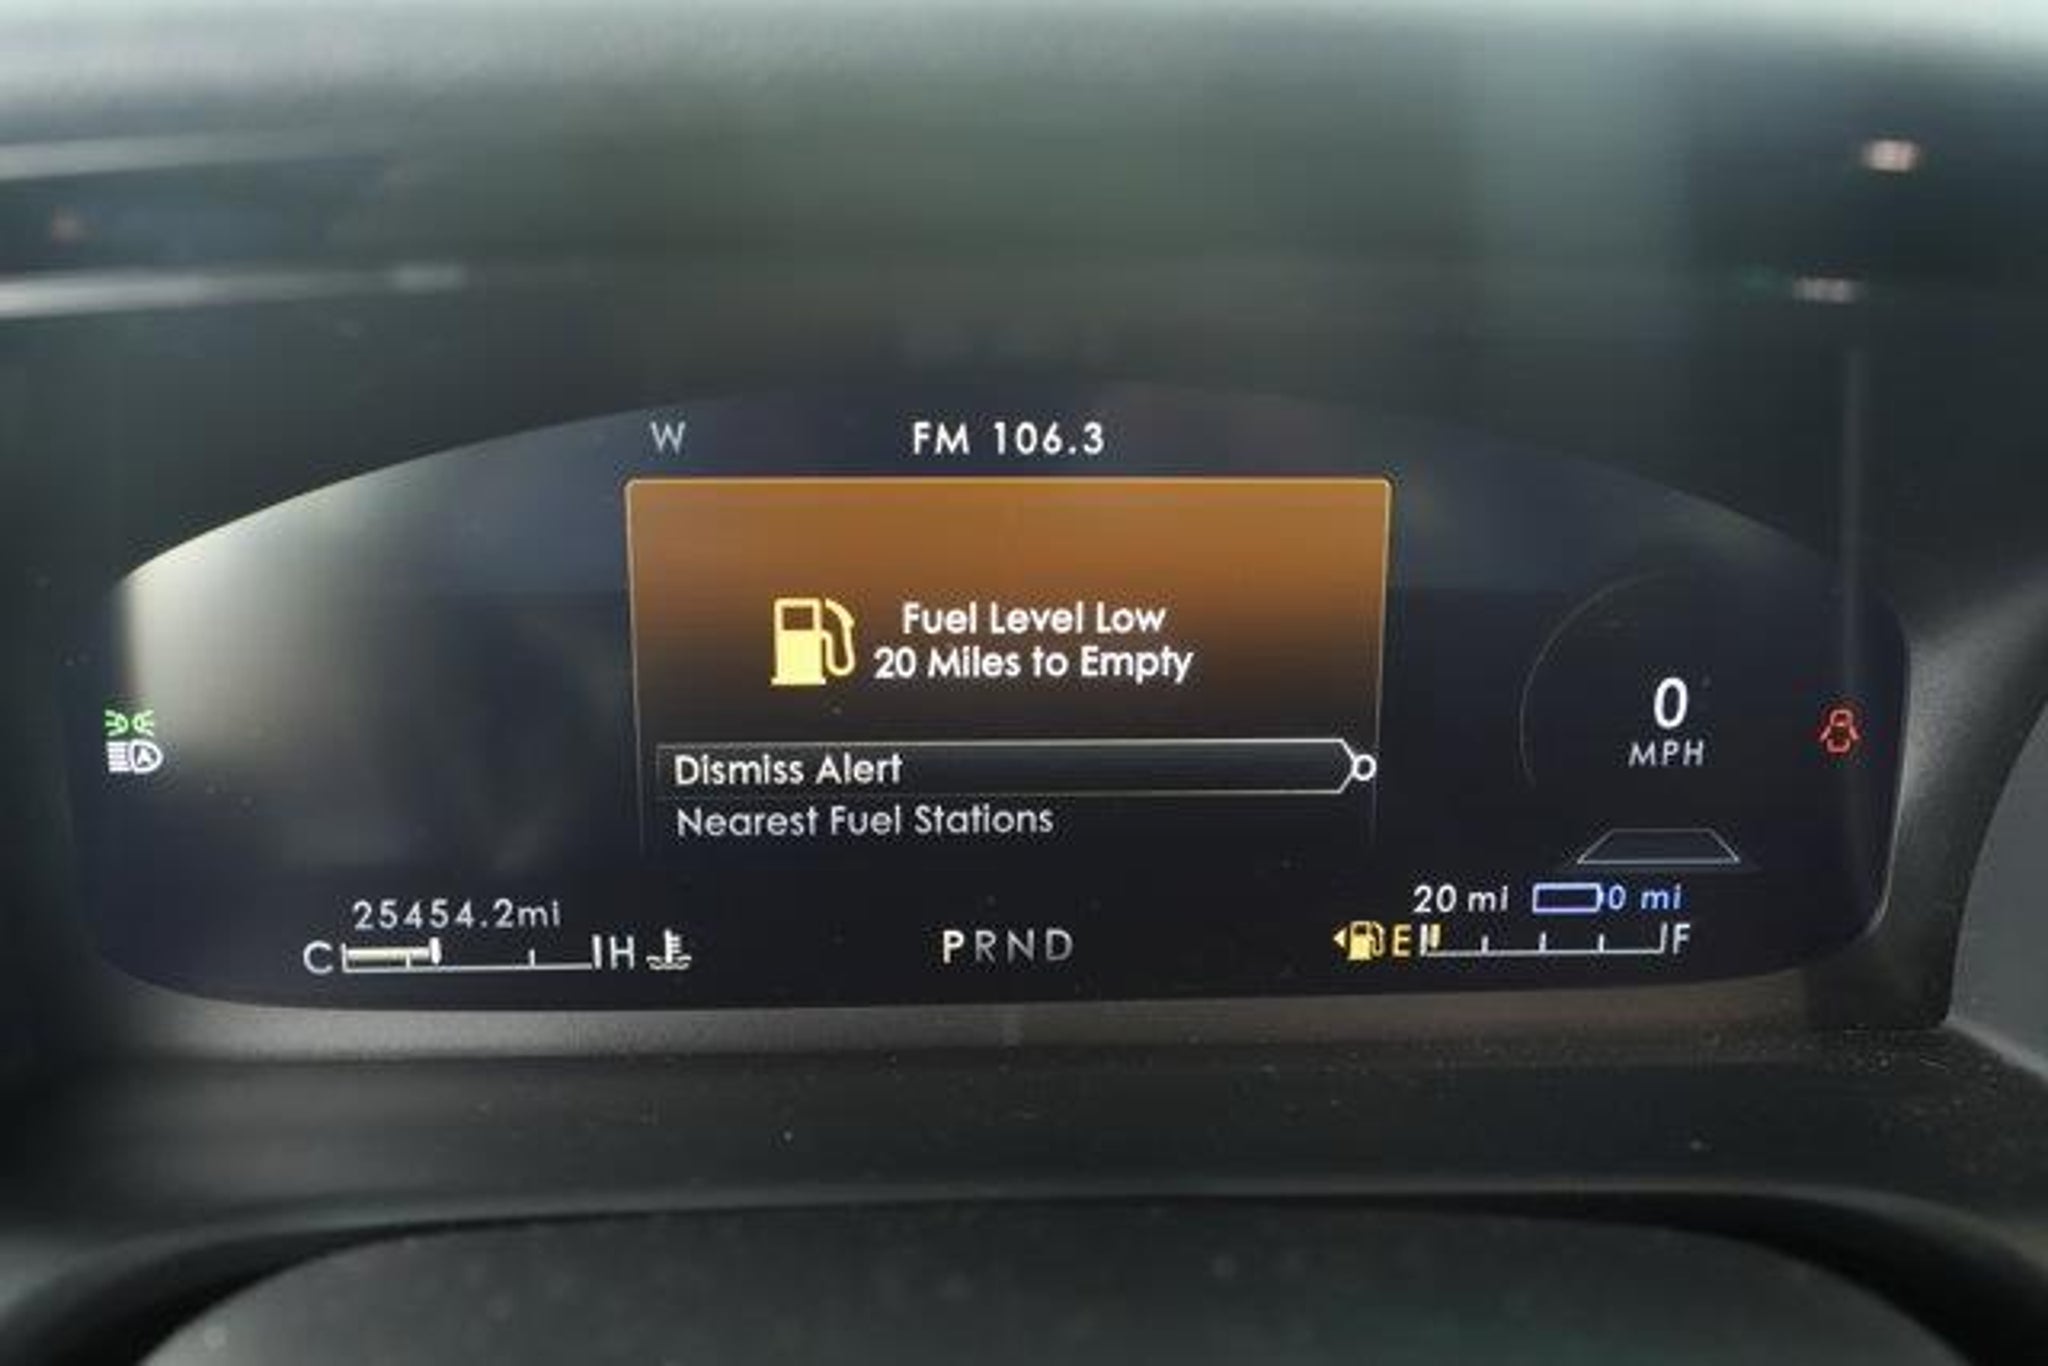 W
FM 106.3
Fuel Level Low
20 Miles to Empty
Dismiss Alert
Nearest Fuel Stations
0
MPH
25454.2mi
20 mi 0 mi
C H
PRND
E F